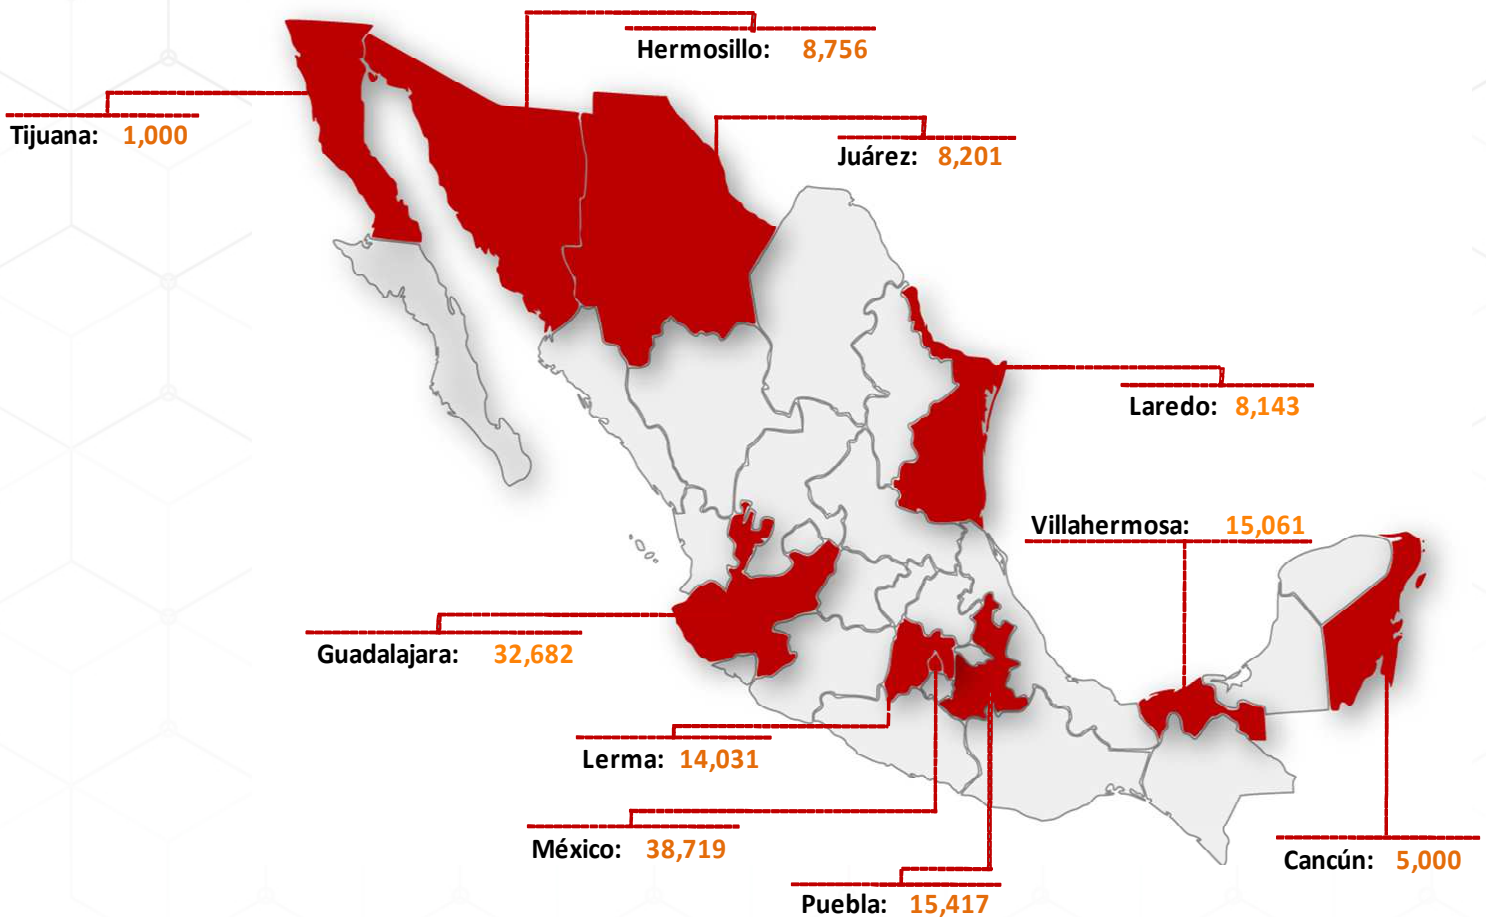 Hermosillo: 8,756
Tijuana: 1,000
Juárez: 8,201
Laredo: 8,143
Villahermosa: 15,061
Guadalajara: 32,682
Lerma: 14,031
México: 38,719
Cancún: 5,000
Puebla: 15,417